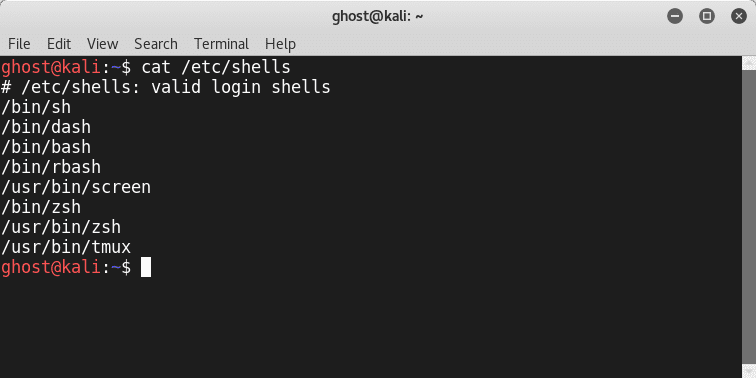 ghost@kali: ~
File Edit View Search Terminal Help
ghost@kali:~$ cat /etc/shells
# /etc/shells: valid login shells
/bin/sh
/bin/dash
/bin/bash
/bin/rbash
/usr/bin/screen
/bin/zsh
/usr/bin/zsh
/usr/bin/tmux
ghost@kali:~$